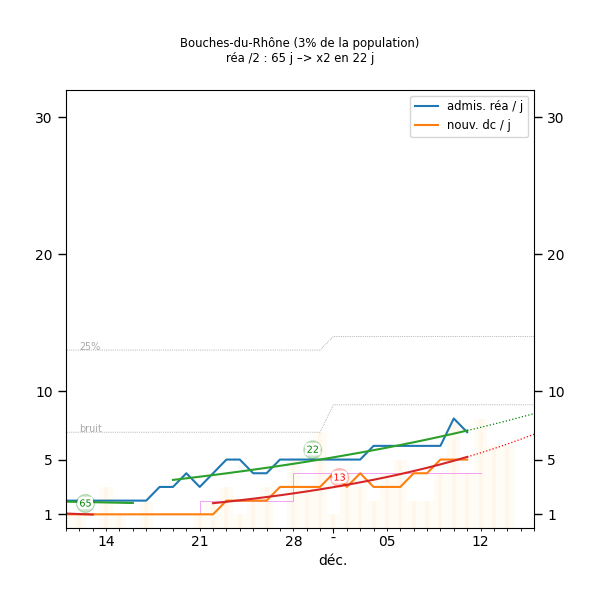 Bouches-du-Rhône (3% de la population)
réa /2 : 65 j –> x2 en 22 j
admis. réa / j
nouv. dc / j
30 30
20 20
25%
10 10
bruit
22
5 5
13
65
1 1
14 21 28 - 05 12
déc.